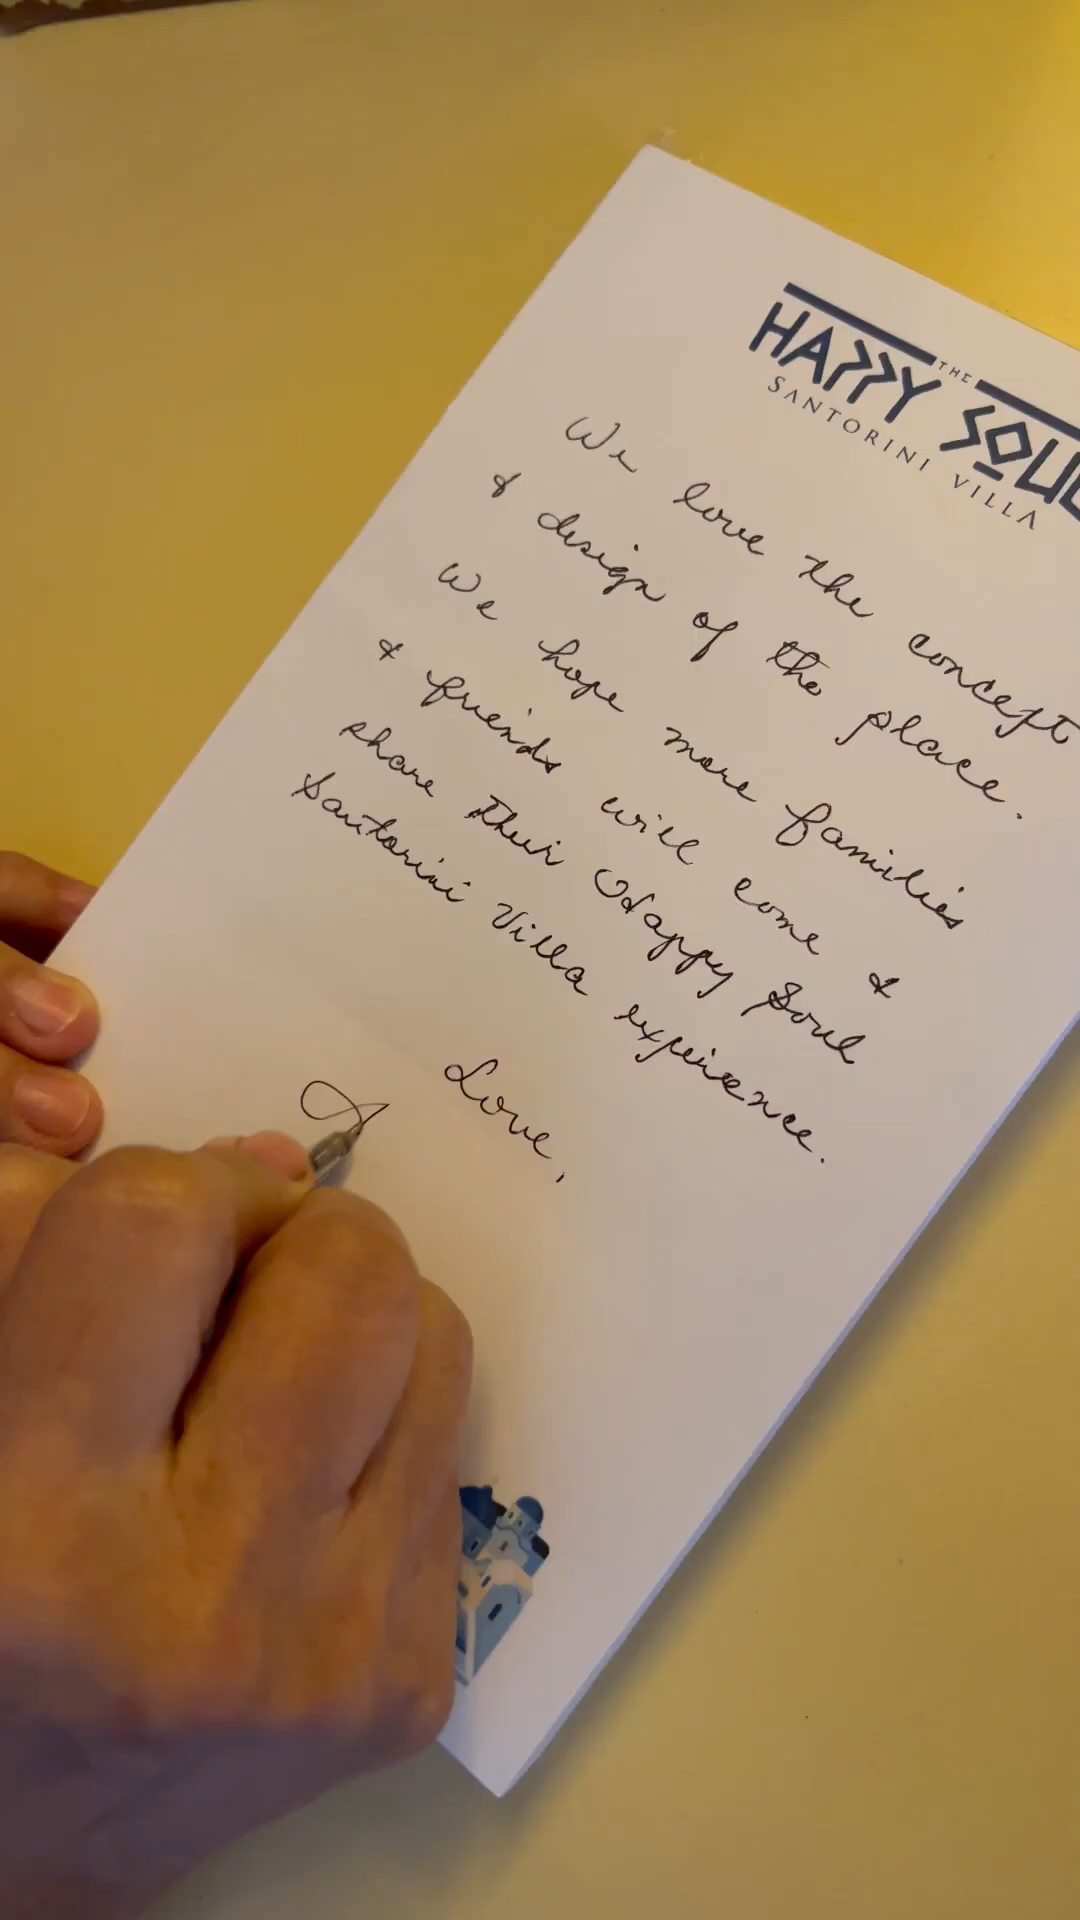 THE
HAPPY SOUL
SANTORINI VILLA
We love the concept
& design of the place.
We hope more families
& friends will come &
share their Happy Soul
Santorini Villa experience.
Love,